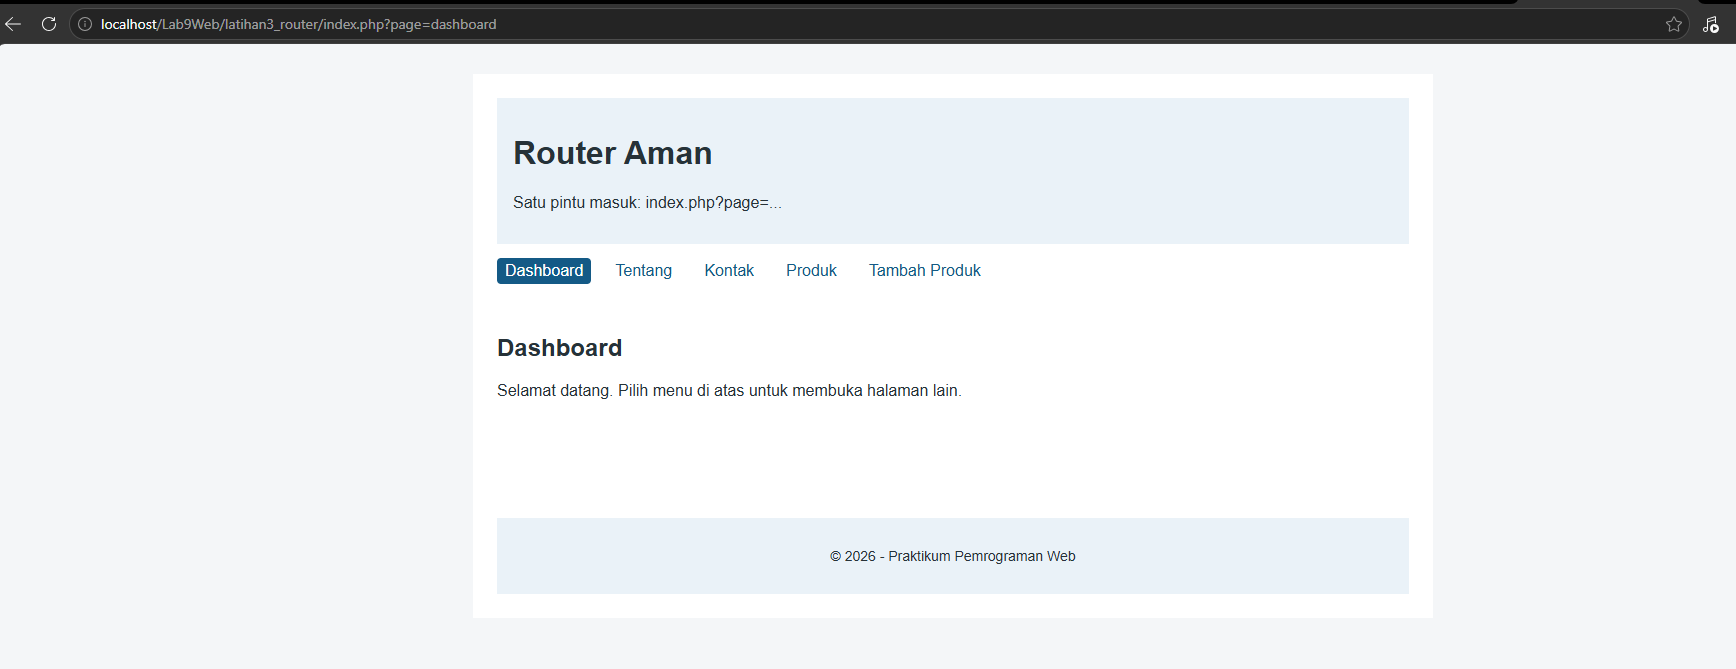 localhost/Lab9Web/latihan3_router/index.php?page=dashboard
Router Aman
Satu pintu masuk: index.php?page=...
Dashboard Tentang Kontak Produk Tambah Produk
Dashboard
Selamat datang. Pilih menu di atas untuk membuka halaman lain.
© 2026 - Praktikum Pemrograman Web